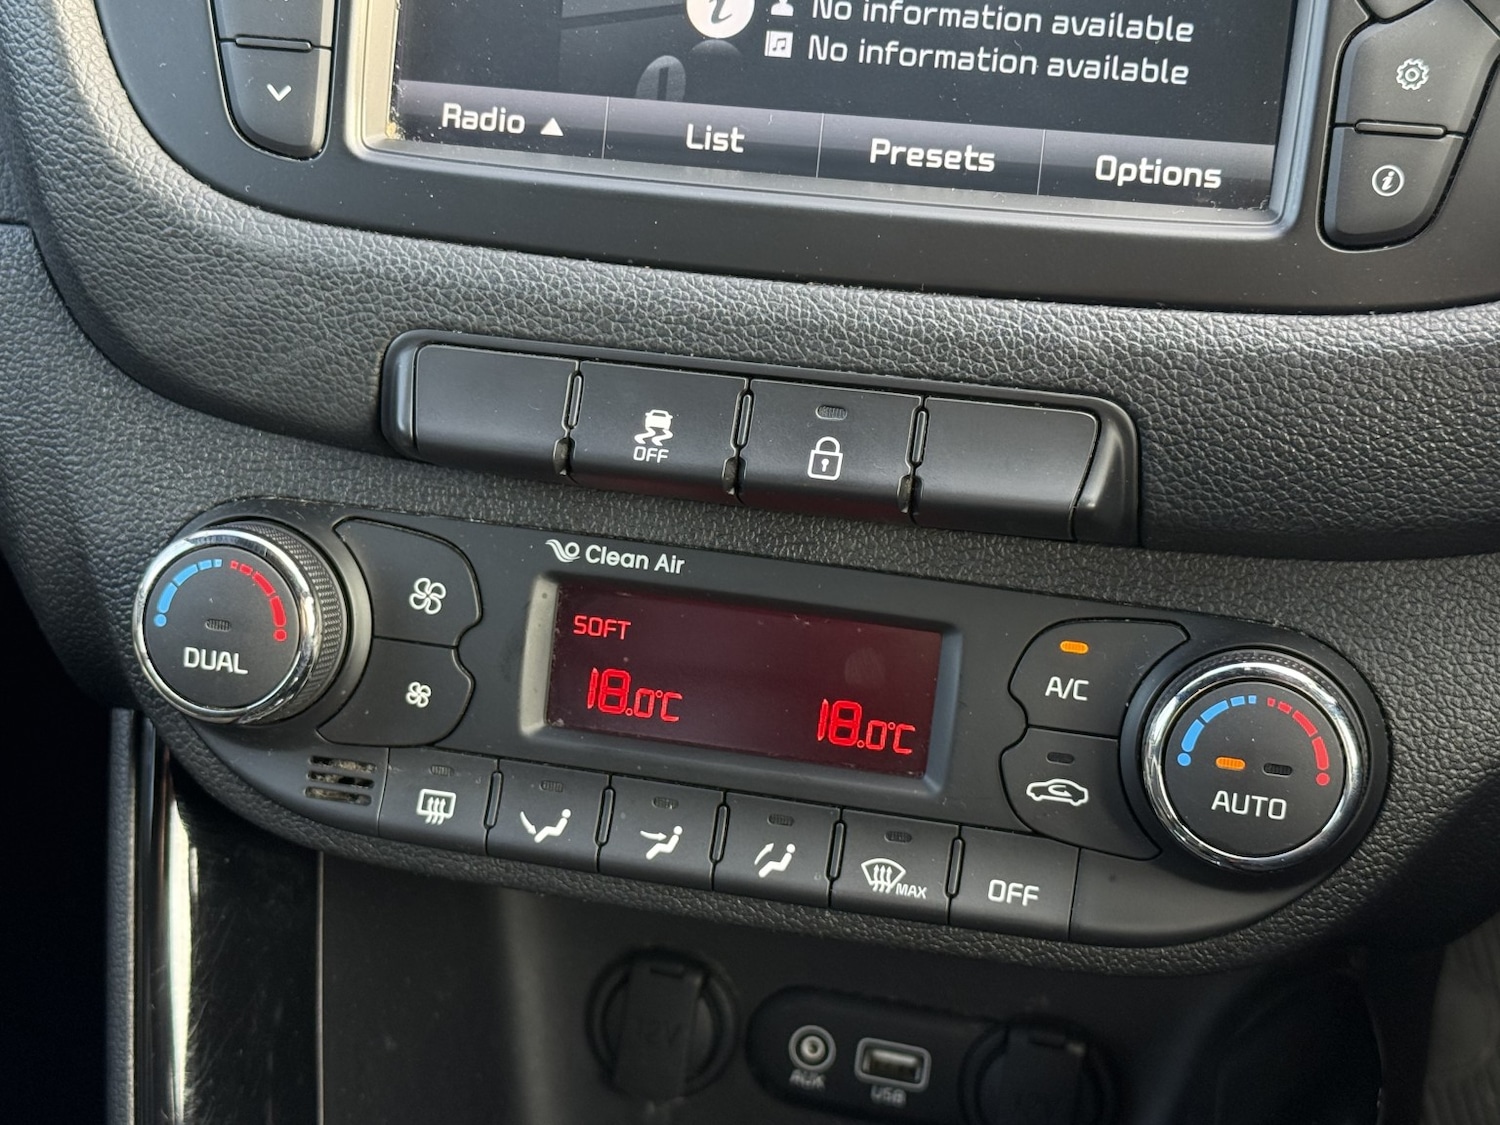 No information available
No information available
Radio ▲
List
Presets
Options
OFF
Clean Air
SOFT
18.0°C
18.0°C
DUAL
A/C
AUTO
MAX
OFF
12V
AUX
USB